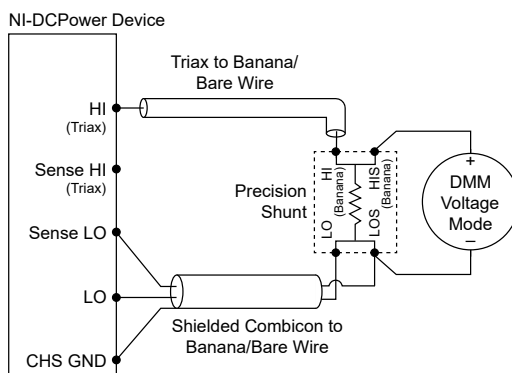 NI-DCPower Device
Triax to Banana/
Bare Wire
HI
(Triax)
Sense HI
(Triax)
Precision
Shunt
HI
(Banana)
HIS
(Banana)
LO
LOS
+
DMM
Voltage
Mode
–
Sense LO
LO
Shielded Combicon to
Banana/Bare Wire
CHS GND